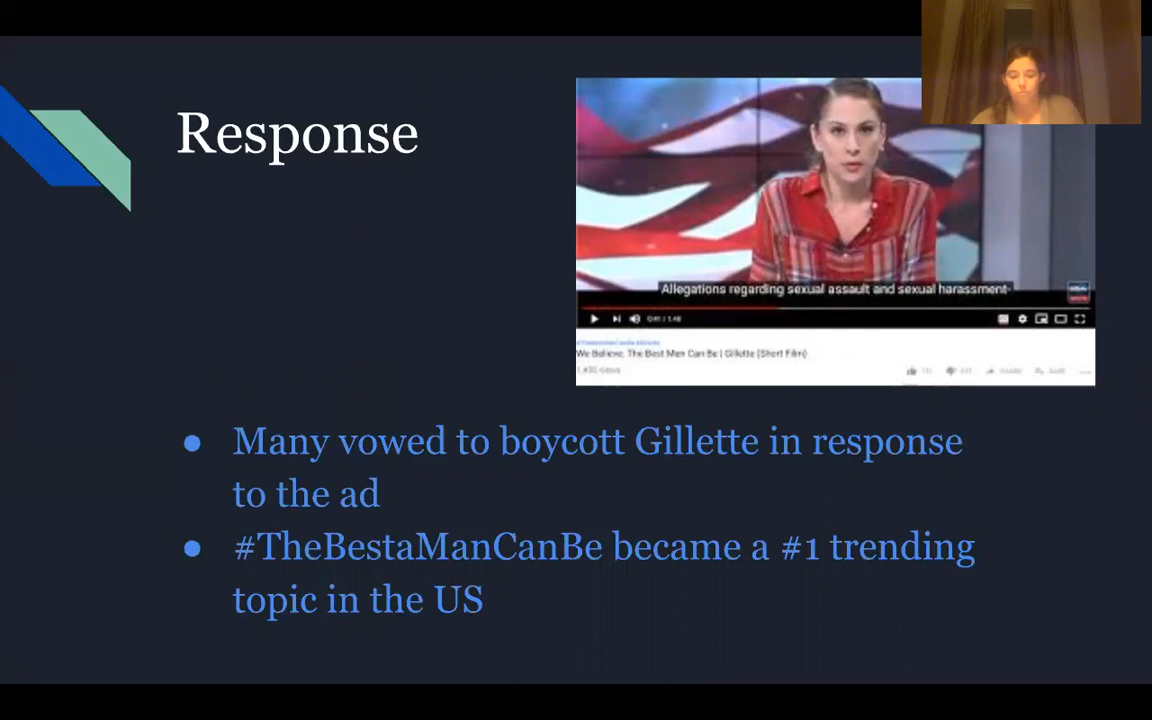 Response
Allegations regarding sexual assault and sexual harassment-
We Believe: The Best Men Can Be | Gillette (Short Film)
● Many vowed to boycott Gillette in response
to the ad
● #TheBestaManCanBe became a #1 trending
topic in the US